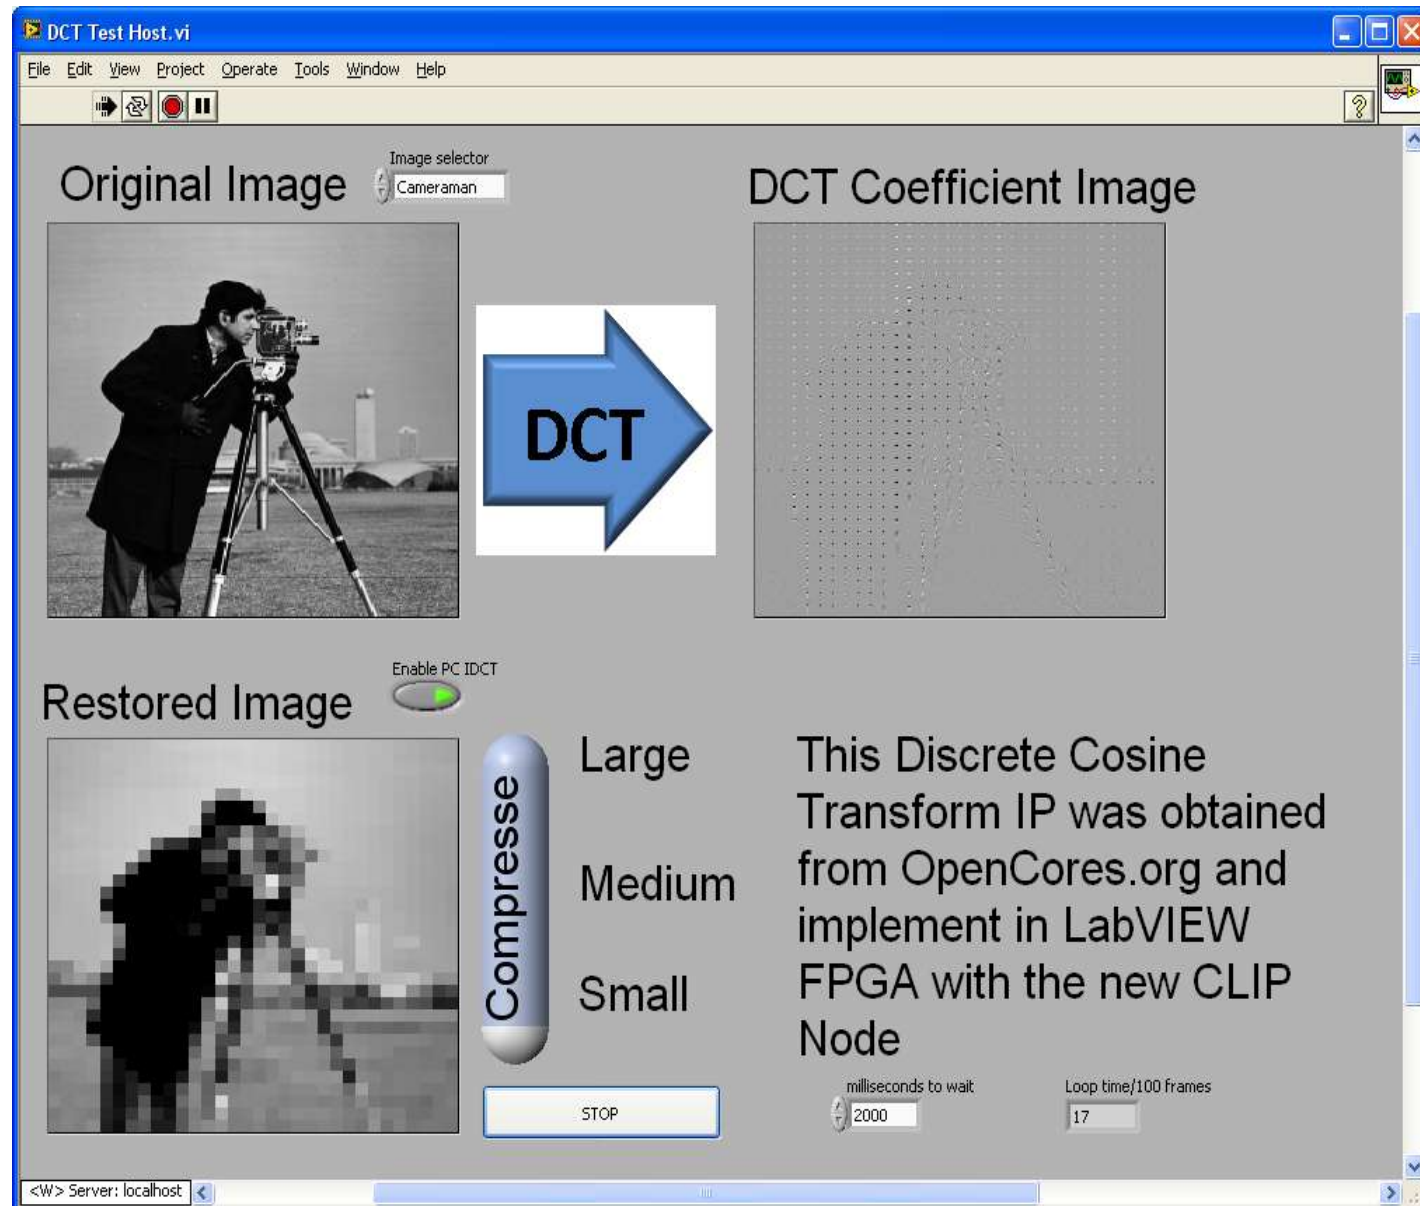 DCT Test Host.vi
File Edit View Project Operate Tools Window Help
Original Image
Image selector
Cameraman
DCT Coefficient Image
DCT
Enable PC IDCT
Restored Image
Compresse
Large
Medium
Small
This Discrete Cosine
Transform IP was obtained
from OpenCores.org and
implement in LabVIEW
FPGA with the new CLIP
Node
STOP
milliseconds to wait
2000
Loop time/100 frames
17
<W> Server: localhost